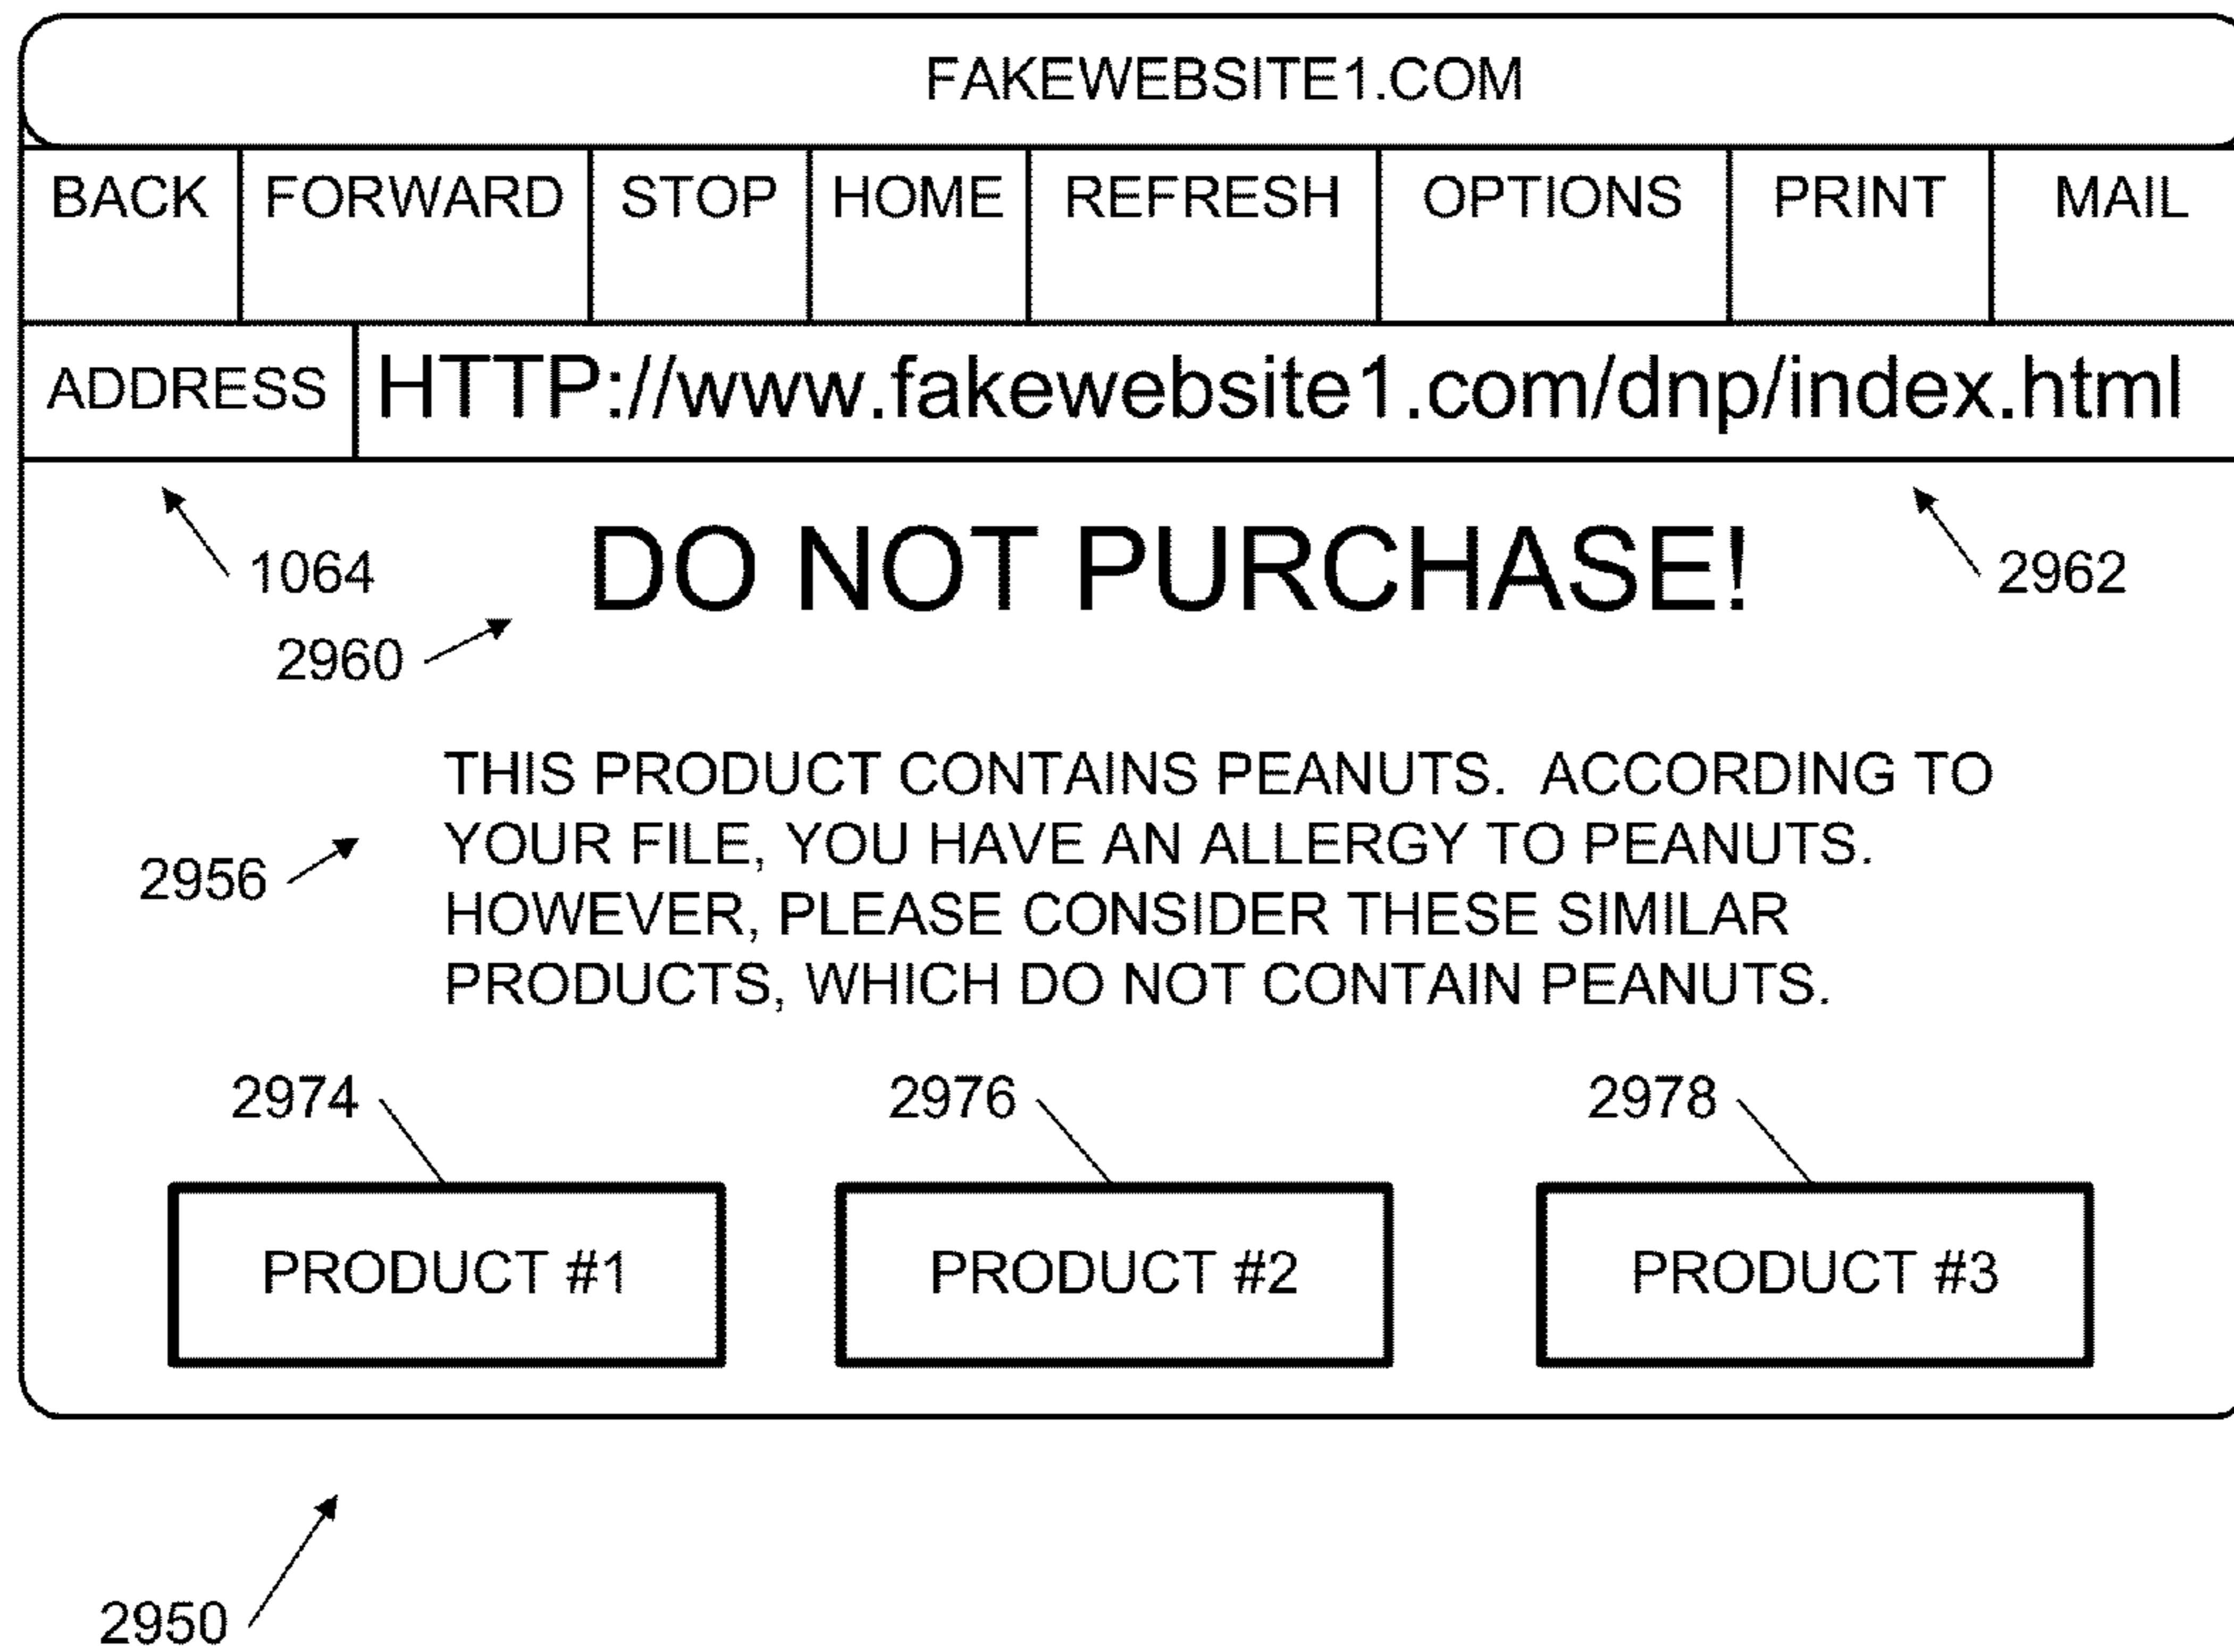 FAKEWEBSITE1.COM
BACK FORWARD STOP HOME REFRESH OPTIONS PRINT MAIL
ADDRESS HTTP://www.fakewebsite1.com/dnp/index.html
1064 DO NOT PURCHASE! 2962
2960
THIS PRODUCT CONTAINS PEANUTS. ACCORDING TO
2956 YOUR FILE, YOU HAVE AN ALLERGY TO PEANUTS.
HOWEVER, PLEASE CONSIDER THESE SIMILAR
PRODUCTS, WHICH DO NOT CONTAIN PEANUTS.
2974 2976 2978
PRODUCT #1 PRODUCT #2 PRODUCT #3
2950